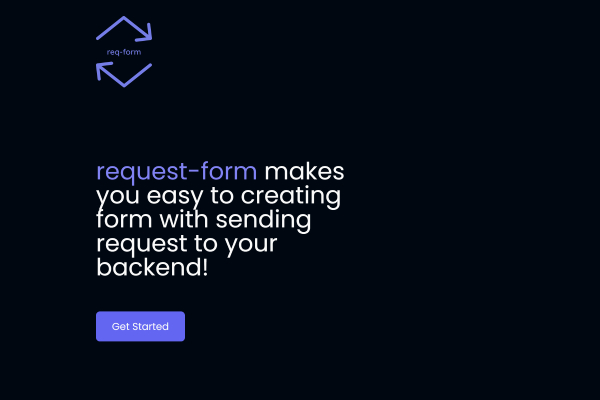 req-form
request-form makes
you easy to creating
form with sending
request to your
backend!
Get Started